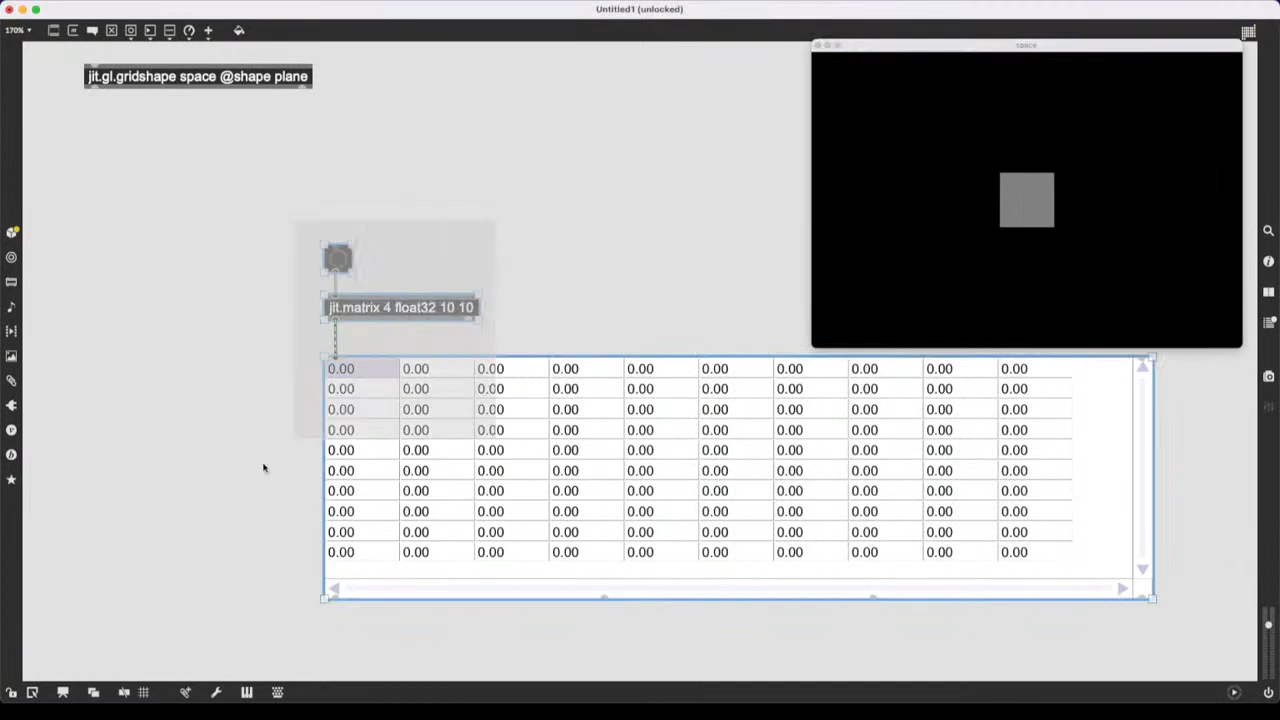 Untitled1 (unlocked)
170%
space
jit.gl.gridshape space @shape plane
jit.matrix 4 float32 10 10
0.00 0.00 0.00 0.00 0.00 0.00 0.00 0.00 0.00 0.00
0.00 0.00 0.00 0.00 0.00 0.00 0.00 0.00 0.00 0.00
0.00 0.00 0.00 0.00 0.00 0.00 0.00 0.00 0.00 0.00
0.00 0.00 0.00 0.00 0.00 0.00 0.00 0.00 0.00 0.00
0.00 0.00 0.00 0.00 0.00 0.00 0.00 0.00 0.00 0.00
0.00 0.00 0.00 0.00 0.00 0.00 0.00 0.00 0.00 0.00
0.00 0.00 0.00 0.00 0.00 0.00 0.00 0.00 0.00 0.00
0.00 0.00 0.00 0.00 0.00 0.00 0.00 0.00 0.00 0.00
0.00 0.00 0.00 0.00 0.00 0.00 0.00 0.00 0.00 0.00
0.00 0.00 0.00 0.00 0.00 0.00 0.00 0.00 0.00 0.00